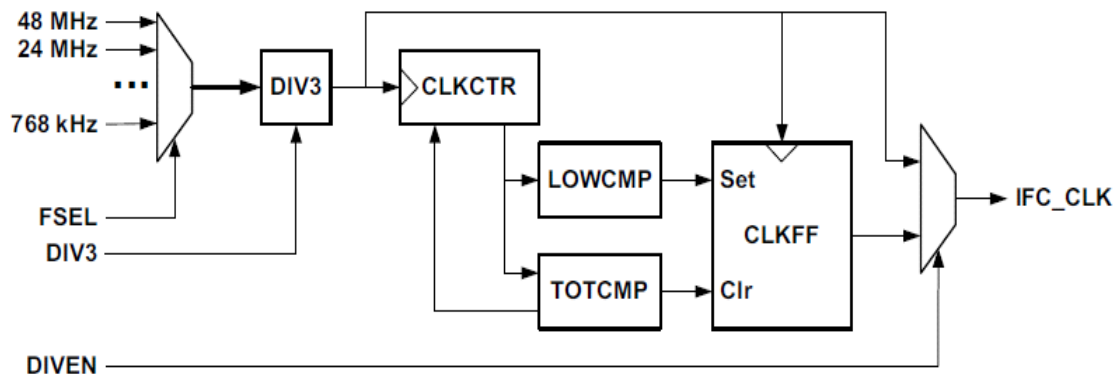 48 MHz
24 MHz
...
768 kHz
FSEL
DIV3
DIVEN
DIV3
CLKCTR
LOWCMP
TOTCMP
Set
CLKFF
Clr
IFC_CLK